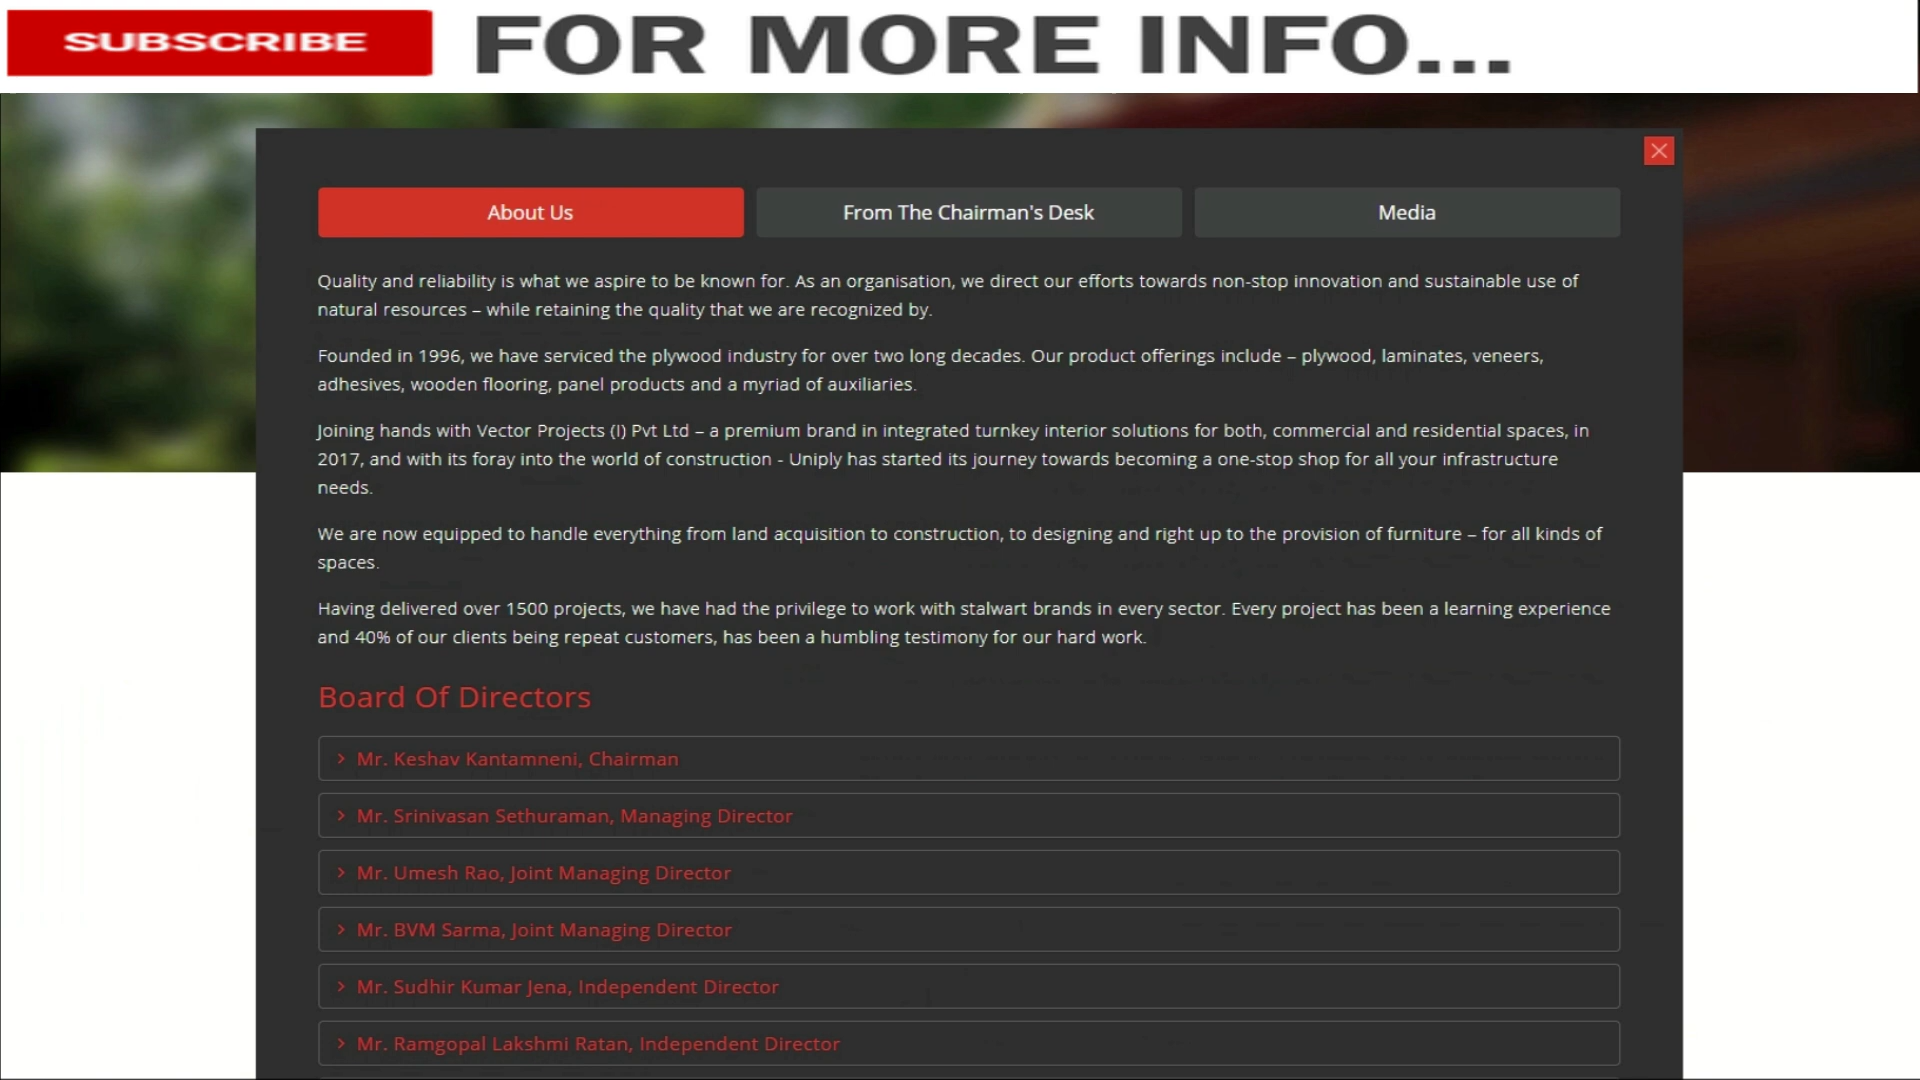 SUBSCRIBE FOR MORE INFO...
About Us From The Chairman's Desk Media
Quality and reliability is what we aspire to be known for. As an organisation, we direct our efforts towards non-stop innovation and sustainable use of
natural resources – while retaining the quality that we are recognized by.
Founded in 1996, we have serviced the plywood industry for over two long decades. Our product offerings include – plywood, laminates, veneers,
adhesives, wooden flooring, panel products and a myriad of auxiliaries.
Joining hands with Vector Projects (I) Pvt Ltd – a premium brand in integrated turnkey interior solutions for both, commercial and residential spaces, in
2017, and with its foray into the world of construction - Uniply has started its journey towards becoming a one-stop shop for all your infrastructure
needs.
We are now equipped to handle everything from land acquisition to construction, to designing and right up to the provision of furniture – for all kinds of
spaces.
Having delivered over 1500 projects, we have had the privilege to work with stalwart brands in every sector. Every project has been a learning experience
and 40% of our clients being repeat customers, has been a humbling testimony for our hard work.
Board Of Directors
Mr. Keshav Kantamneni, Chairman
Mr. Srinivasan Sethuraman, Managing Director
Mr. Umesh Rao, Joint Managing Director
Mr. BVM Sarma, Joint Managing Director
Mr. Sudhir Kumar Jena, Independent Director
Mr. Ramgopal Lakshmi Ratan, Independent Director